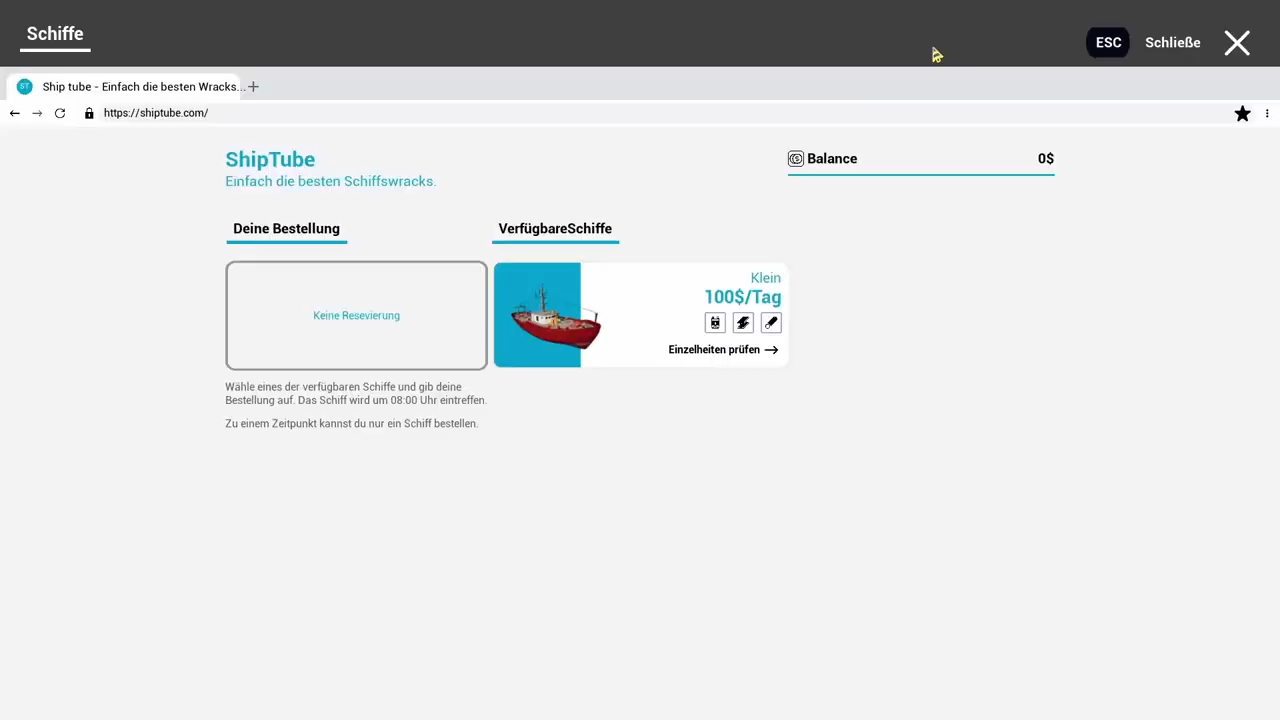 Schiffe
ESC Schließe
ST Ship tube - Einfach die besten Wracks...
https://shiptube.com/
ShipTube
Einfach die besten Schiffswracks.
Balance 0$
Deine Bestellung
VerfügbareSchiffe
Keine Resevierung
Klein
100$/Tag
Einzelheiten prüfen
Wähle eines der verfügbaren Schiffe und gib deine
Bestellung auf. Das Schiff wird um 08:00 Uhr eintreffen.
Zu einem Zeitpunkt kannst du nur ein Schiff bestellen.